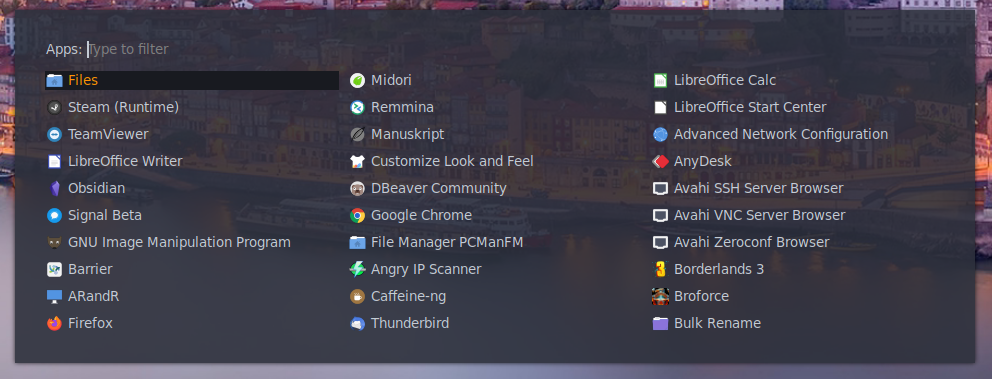 Apps: Type to filter
Files
Steam (Runtime)
TeamViewer
LibreOffice Writer
Obsidian
Signal Beta
GNU Image Manipulation Program
Barrier
ARandR
Firefox
Midori
Remmina
Manuskript
Customize Look and Feel
DBeaver Community
Google Chrome
File Manager PCManFM
Angry IP Scanner
Caffeine-ng
Thunderbird
LibreOffice Calc
LibreOffice Start Center
Advanced Network Configuration
AnyDesk
Avahi SSH Server Browser
Avahi VNC Server Browser
Avahi Zeroconf Browser
Borderlands 3
Broforce
Bulk Rename